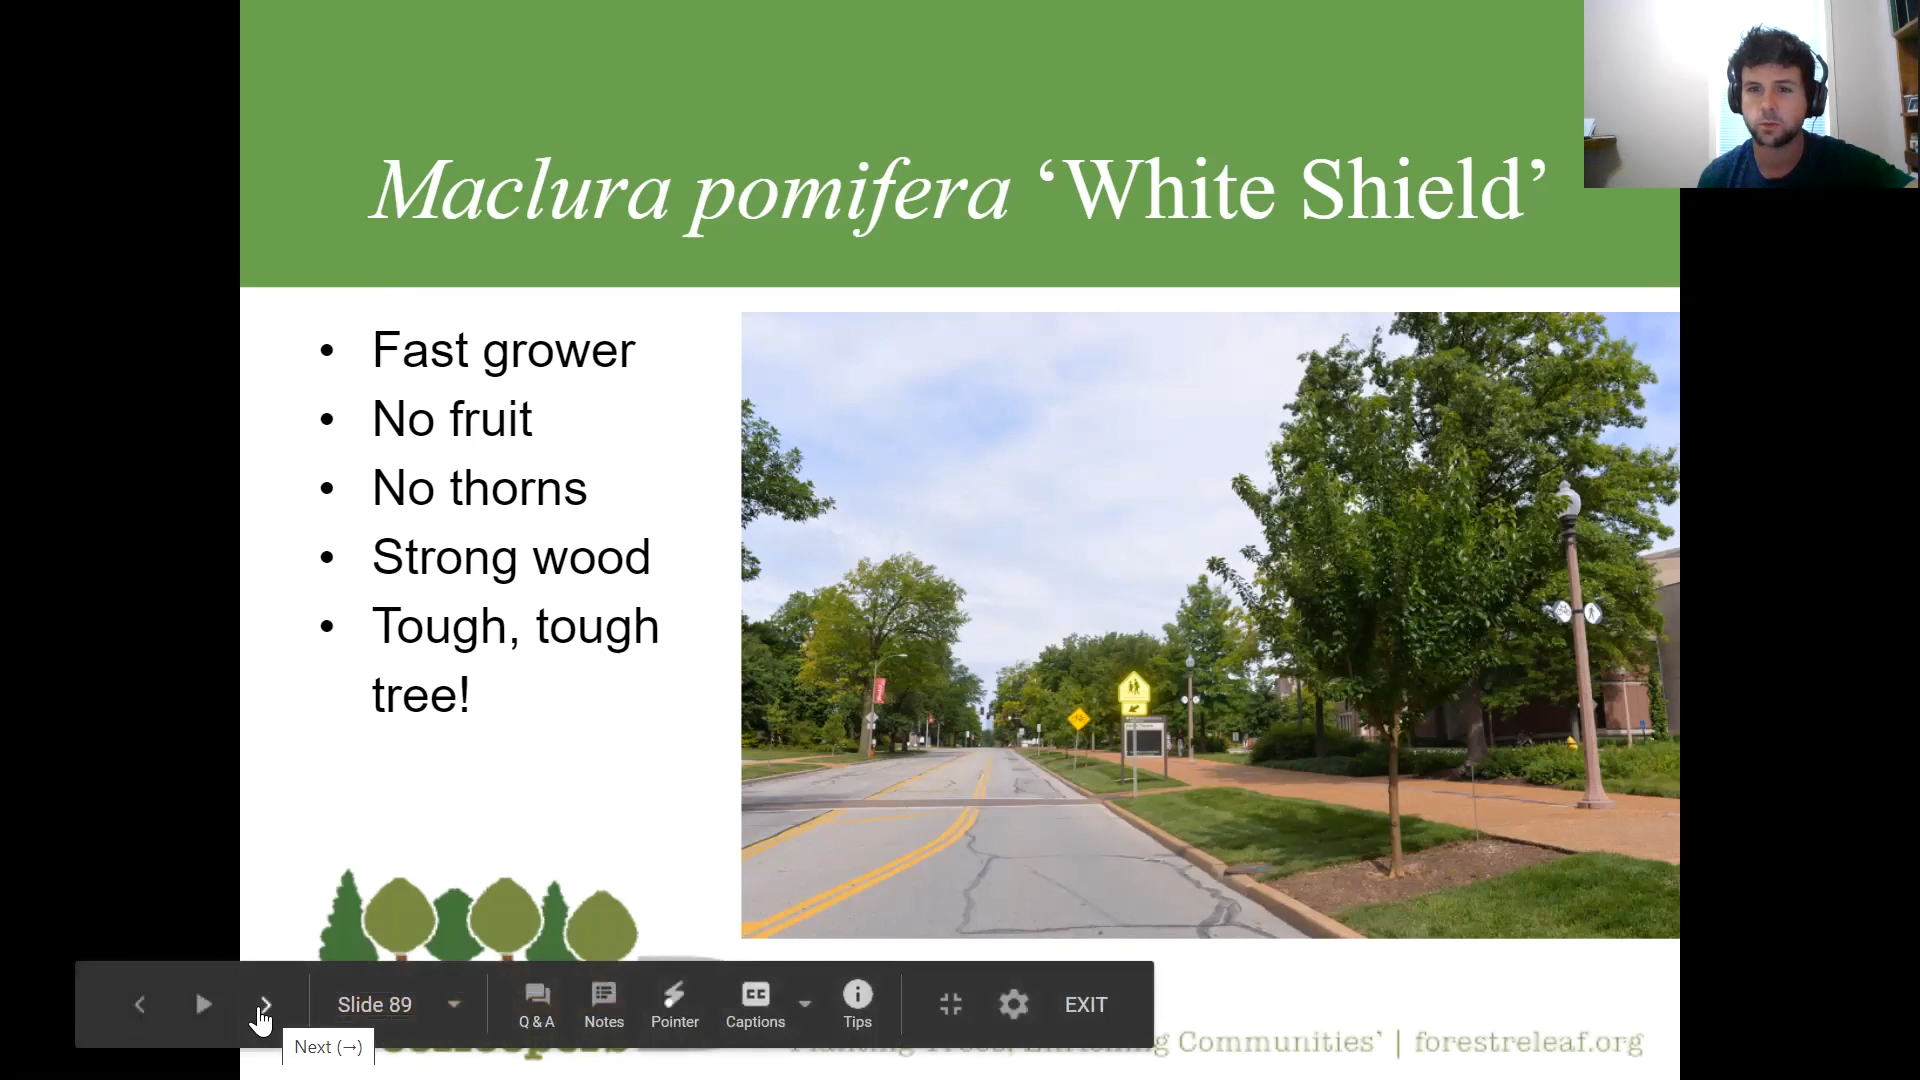 Maclura pomifera ‘White Shield’
• Fast grower
• No fruit
• No thorns
• Strong wood
• Tough, tough
tree!
Slide 89
Q & A
Notes
Pointer
CC
Captions
Tips
EXIT
Next (→)
Communities’ | forestreleaf.org